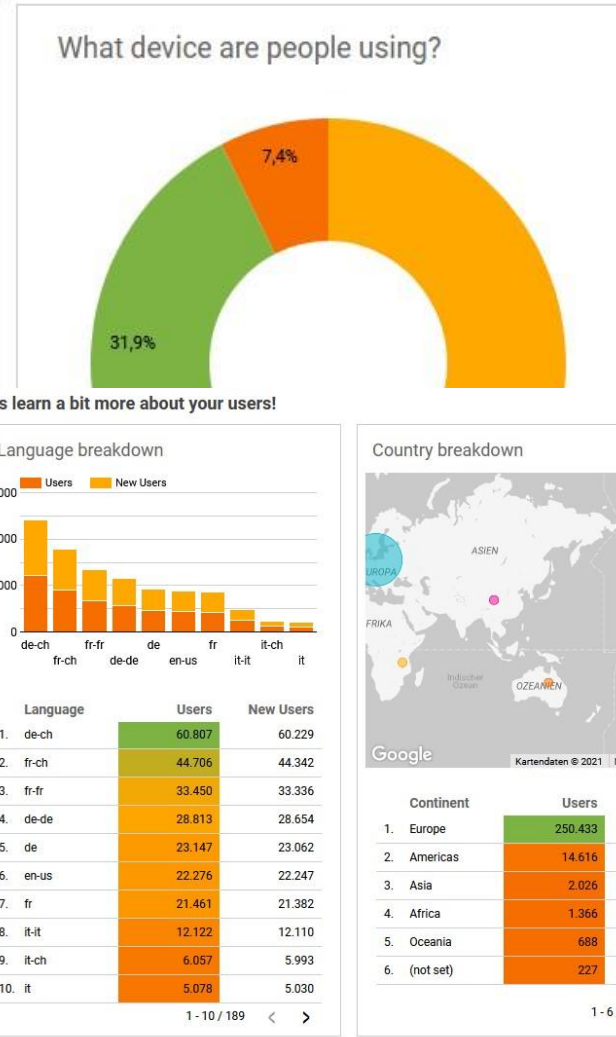 What device are people using?
7,4%
31,9%
s learn a bit more about your users!
Language breakdown
Users New Users
000
000
000
0
de-ch fr-fr de fr it-ch
fr-ch de-de en-us it-it it
Language Users New Users
1. de-ch 60.807 60.229
2. fr-ch 44.706 44.342
3. fr-fr 33.450 33.336
4. de-de 28.813 28.654
5. de 23.147 23.062
6. en-us 22.276 22.247
7. fr 21.461 21.382
8. it-it 12.122 12.110
9. it-ch 6.057 5.993
10. it 5.078 5.030
1 - 10 / 189 < >
Country breakdown
ASIEN
UROPA
FRIKA
Indischer
Ozean
OZEANIEN
Google
Kartendaten © 2021
Continent Users
1. Europe 250.433
2. Americas 14.616
3. Asia 2.026
4. Africa 1.366
5. Oceania 688
6. (not set) 227
1 - 6